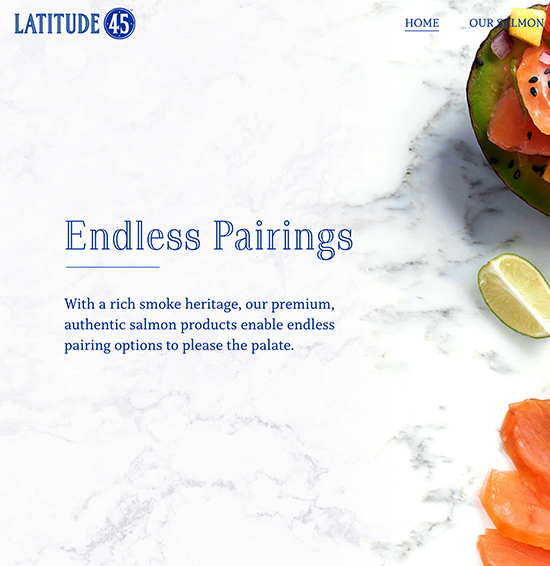 LATITUDE 45™
HOME OUR SALMON
Endless Pairings
With a rich smoke heritage, our premium,
authentic salmon products enable endless
pairing options to please the palate.